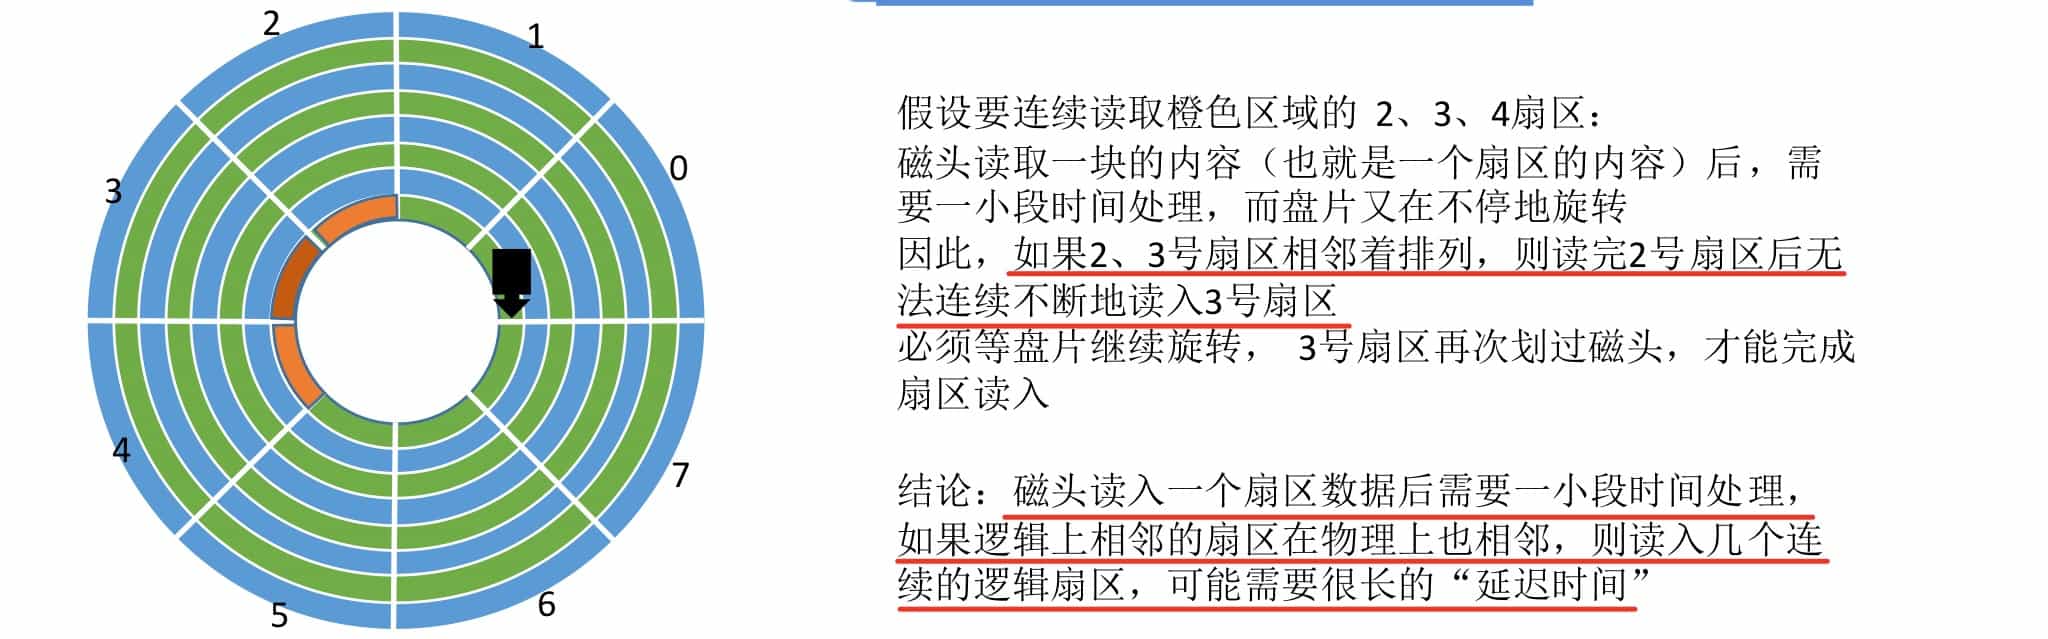 2
1
0
3
4
7
5
6
假设要连续读取橙色区域的 2、3、4扇区：
磁头读取一块的内容（也就是一个扇区的内容）后，需
要一小段时间处理，而盘片又在不停地旋转
因此，如果2、3号扇区相邻着排列，则读完2号扇区后无
法连续不断地读入3号扇区
必须等盘片继续旋转， 3号扇区再次划过磁头，才能完成
扇区读入
结论：磁头读入一个扇区数据后需要一小段时间处理，
如果逻辑上相邻的扇区在物理上也相邻，则读入几个连
续的逻辑扇区，可能需要很长的“延迟时间”